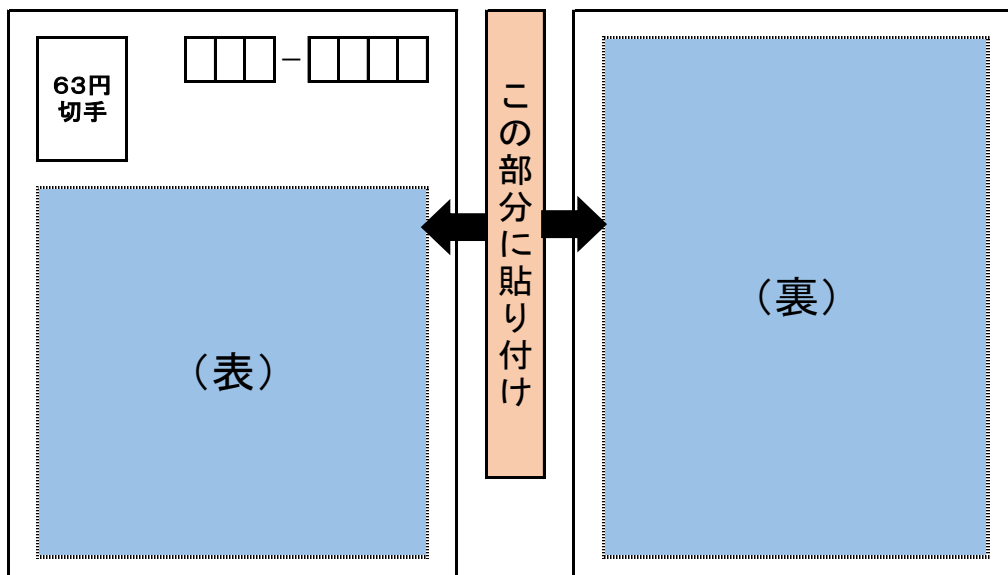 63円
切手
－
この部分に貼り付け
（表）
（裏）